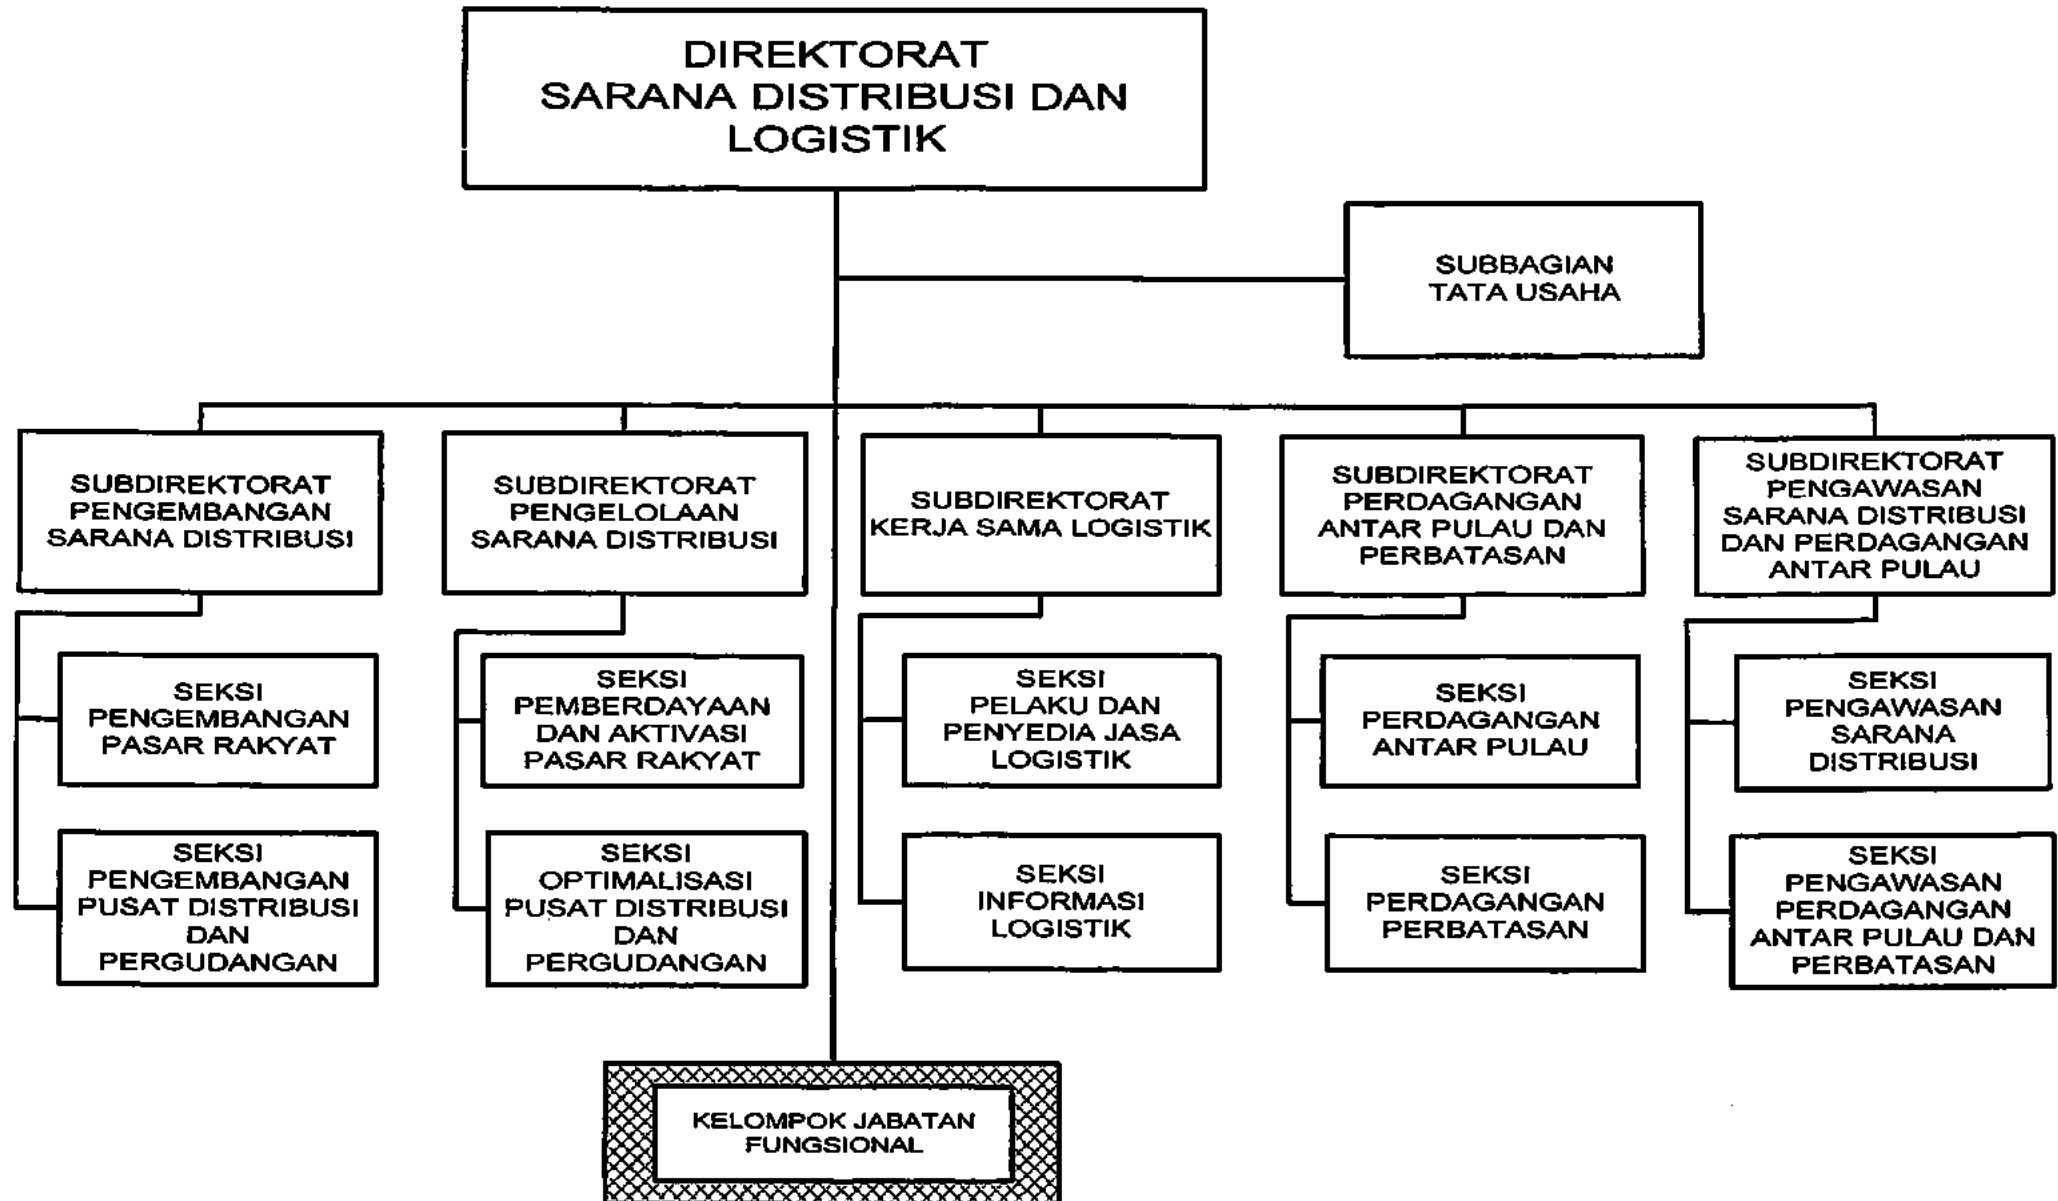 DIREKTORAT
SARANA DISTRIBUSI DAN
LOGISTIK
SUBBAGIAN
TATA USAHA
SUBDIREKTORAT
PENGEMBANGAN
SARANA DISTRIBUSI
SUBDIREKTORAT
PENGELOLAAN
SARANA DISTRIBUSI
SUBDIREKTORAT
KERJA SAMA LOGISTIK
SUBDIREKTORAT
PERDAGANGAN
ANTAR PULAU DAN
PERBATASAN
SUBDIREKTORAT
PENGAWASAN
SARANA DISTRIBUSI
DAN PERDAGANGAN
ANTAR PULAU
SEKSI
PENGEMBANGAN
PASAR RAKYAT
SEKSI
PEMBERDAYAAN
DAN AKTIVASI
PASAR RAKYAT
SEKSI
PELAKU DAN
PENYEDIA JASA
LOGISTIK
SEKSI
PERDAGANGAN
ANTAR PULAU
SEKSI
PENGAWASAN
SARANA
DISTRIBUSI
SEKSI
PENGEMBANGAN
PUSAT DISTRIBUSI
DAN
PERGUDANGAN
SEKSI
OPTIMALISASI
PUSAT DISTRIBUSI
DAN
PERGUDANGAN
SEKSI
INFORMASI
LOGISTIK
SEKSI
PERDAGANGAN
PERBATASAN
SEKSI
PENGAWASAN
PERDAGANGAN
ANTAR PULAU DAN
PERBATASAN
KELOMPOK JABATAN
FUNGSIONAL